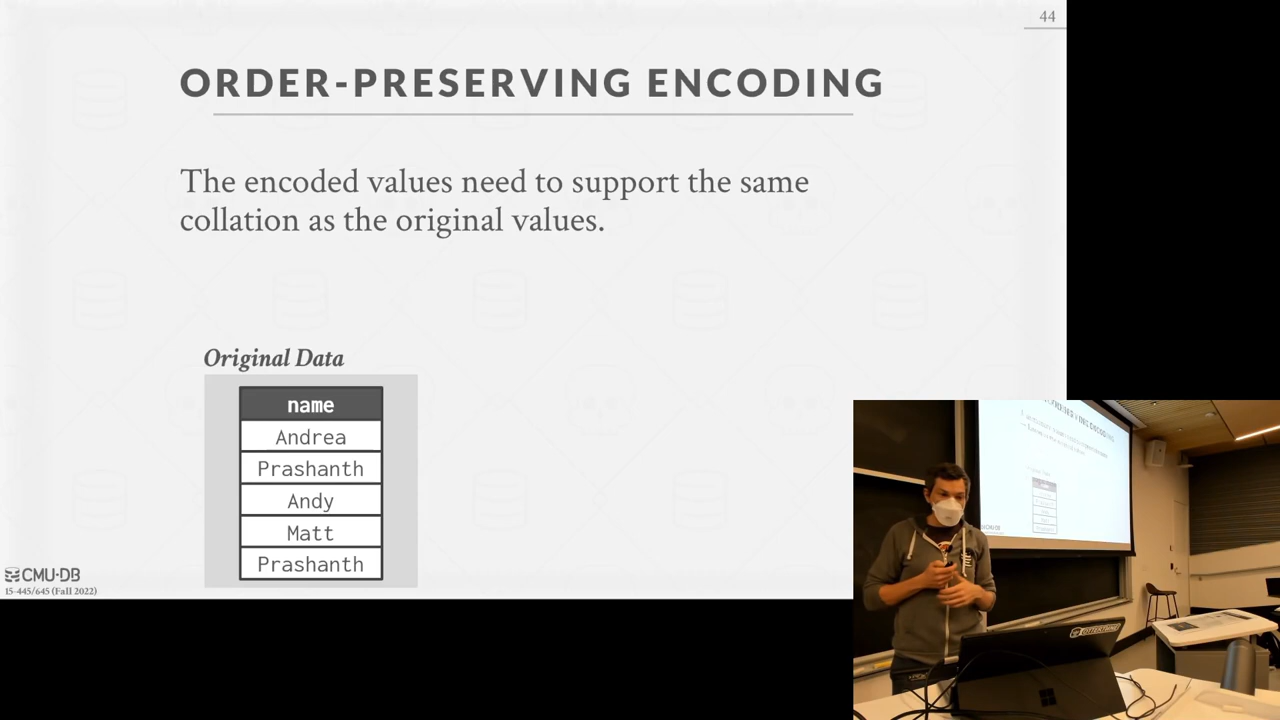 44
ORDER-PRESERVING ENCODING
The encoded values need to support the same
collation as the original values.
Original Data
name
Andrea
Prashanth
Andy
Matt
Prashanth
CMU·DB
15-445/645 (Fall 2022)